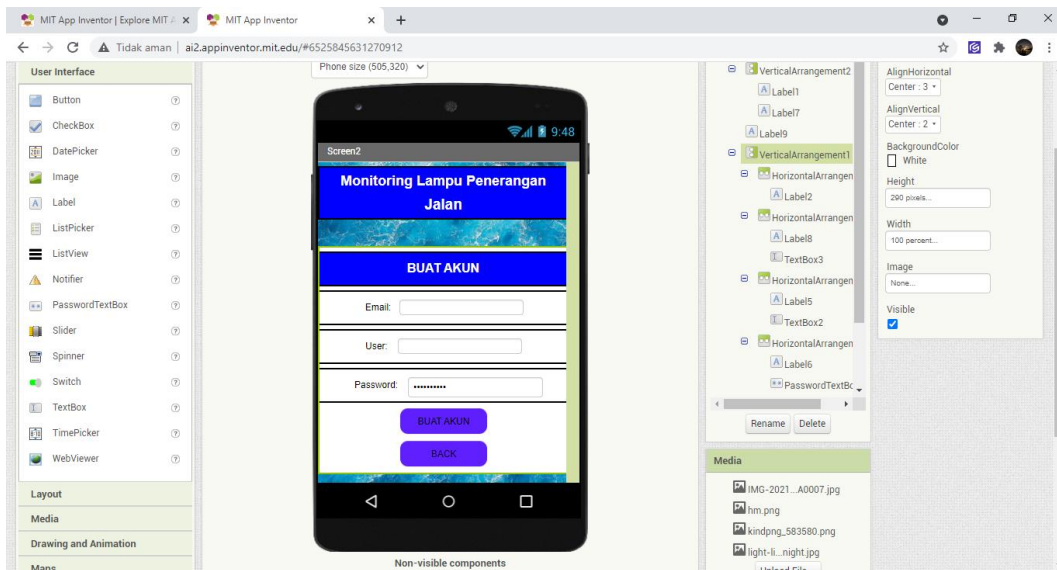 MIT App Inventor | Explore MIT A
MIT App Inventor
Tidak aman | ai2.appinventor.mit.edu/#6525845631270912
User Interface
Button
CheckBox
DatePicker
Image
Label
ListPicker
ListView
Notifier
PasswordTextBox
Slider
Spinner
Switch
TextBox
TimePicker
WebViewer
Layout
Media
Drawing and Animation
Maps
Phone size (505,320)
9:48
Screen2
Monitoring Lampu Penerangan
Jalan
BUAT AKUN
Email:
User:
Password:
BUAT AKUN
BACK
Non-visible components
VerticalArrangement2
Label1
Label7
Label9
VerticalArrangement1
HorizontalArrangen
Label2
HorizontalArrangen
Label8
TextBox3
HorizontalArrangen
Label5
TextBox2
HorizontalArrangen
Label6
PasswordTextBo
Rename Delete
Media
IMG-2021...A0007.jpg
hm.png
kindpng_583580.png
light-li...night.jpg
Upload File ...
AlignHorizontal
Center : 3
AlignVertical
Center : 2
BackgroundColor
White
Height
290 pixels...
Width
100 percent...
Image
None...
Visible